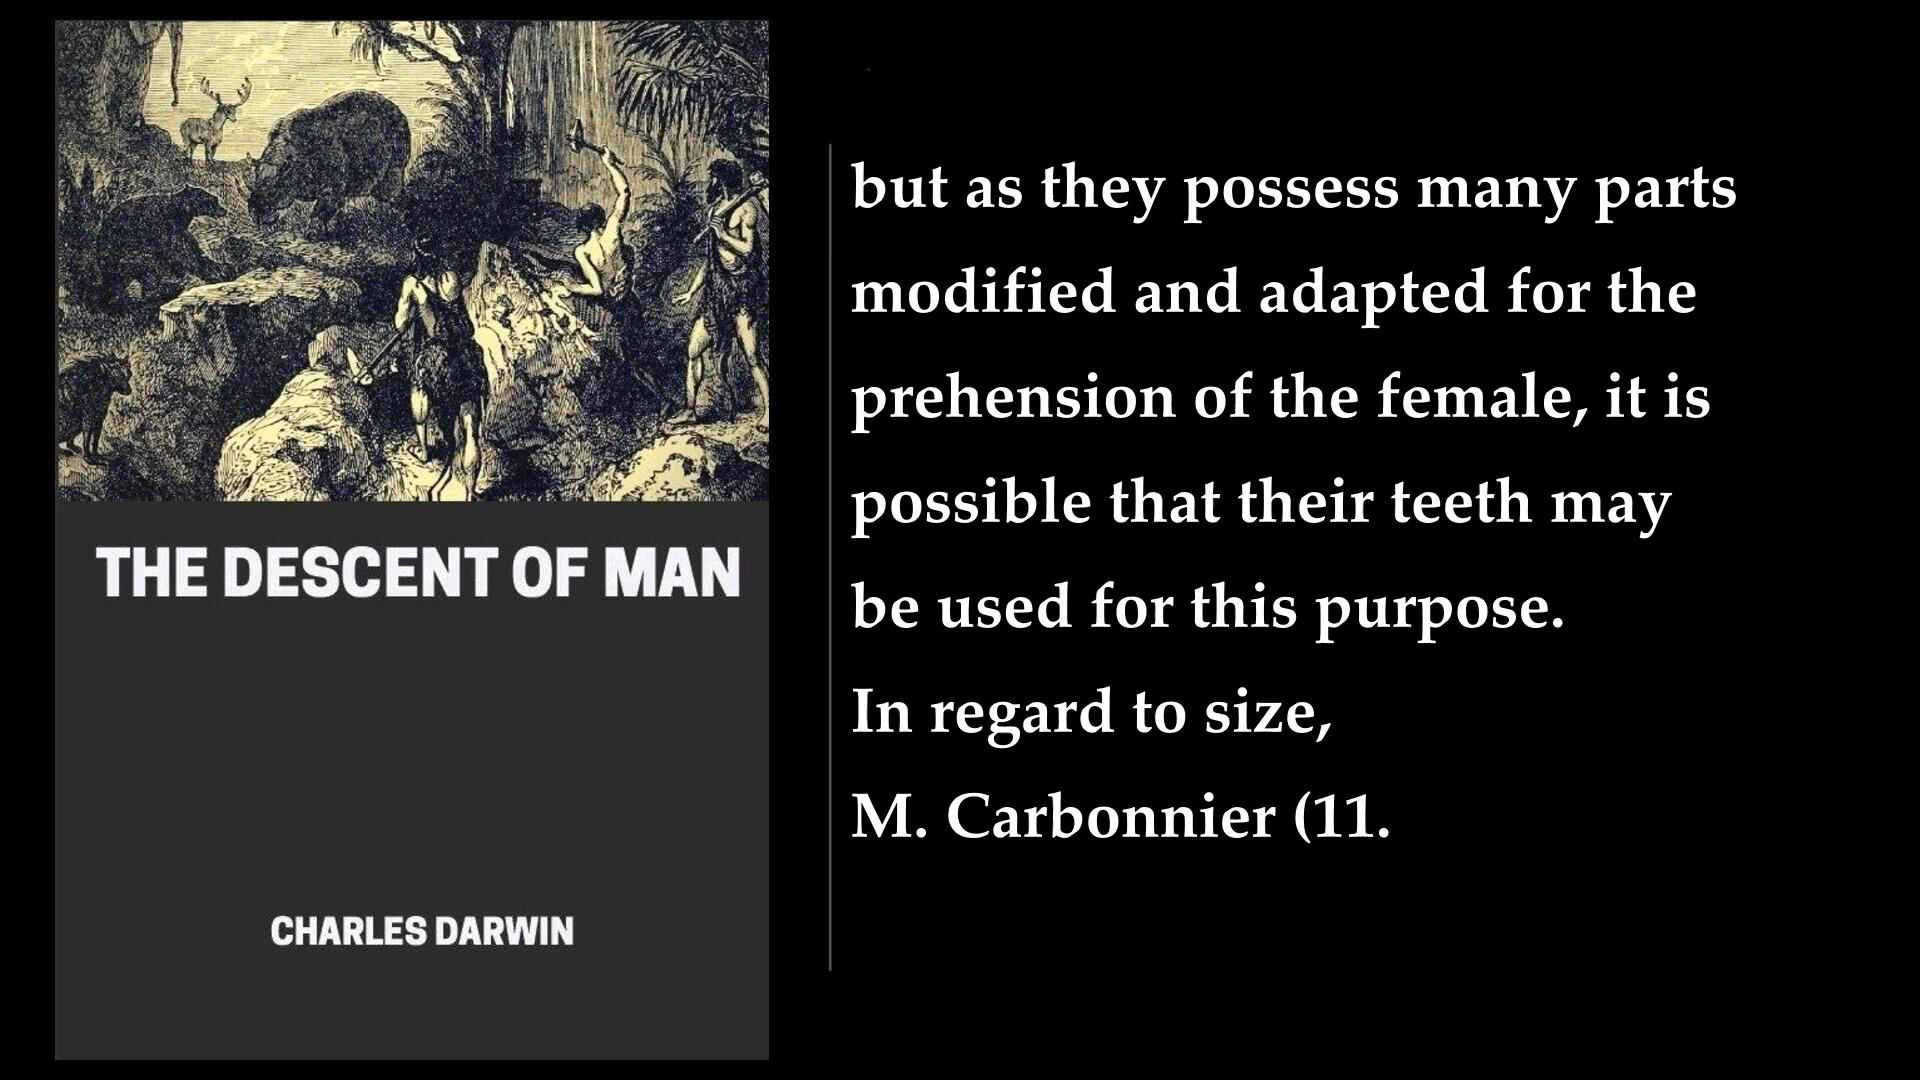 THE DESCENT OF MAN
CHARLES DARWIN
but as they possess many parts
modified and adapted for the
prehension of the female, it is
possible that their teeth may
be used for this purpose.
In regard to size,
M. Carbonnier (11.